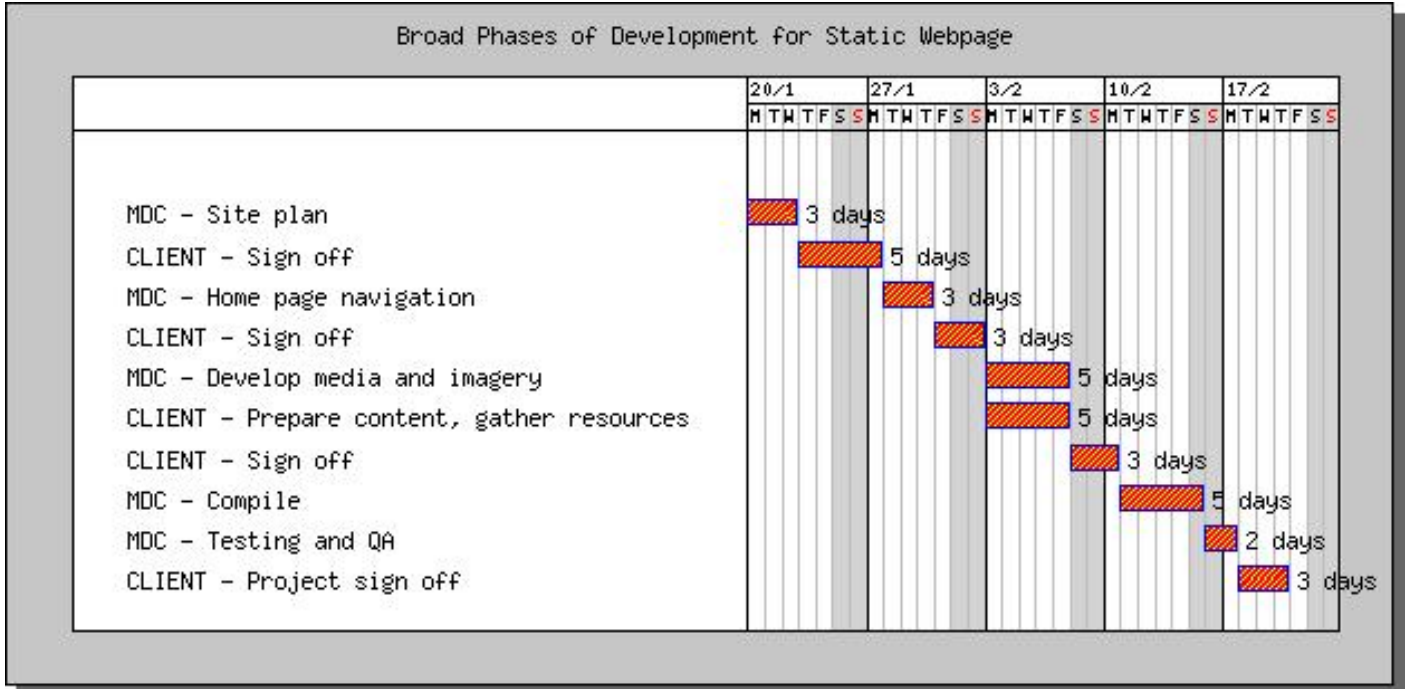 Broad Phases of Development for Static Webpage
20/1 27/1 3/2 10/2 17/2
M T W T F S S M T W T F S S M T W T F S S M T W T F S S M T W T F S S
MDC - Site plan 3 days
CLIENT - Sign off 5 days
MDC - Home page navigation 3 days
CLIENT - Sign off 3 days
MDC - Develop media and imagery 5 days
CLIENT - Prepare content, gather resources 5 days
CLIENT - Sign off 3 days
MDC - Compile 5 days
MDC - Testing and QA 2 days
CLIENT - Project sign off 3 days